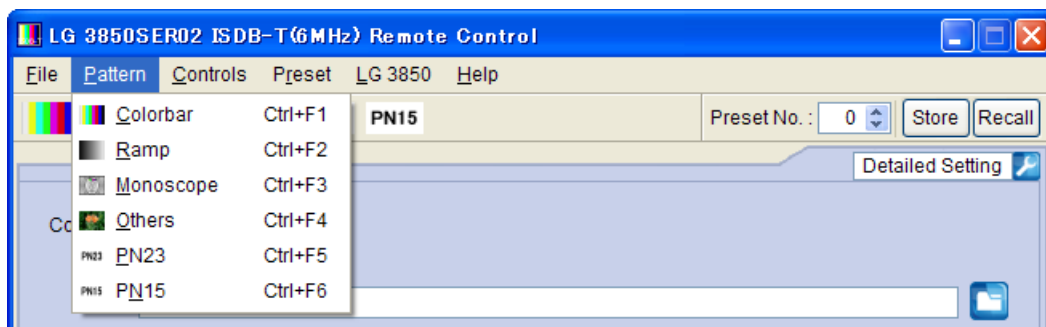 LG 3850SER02 ISDB-T(6MHz) Remote Control
File Pattern Controls Preset LG 3850 Help
PN15 Preset No. : 0 Store Recall
Colorbar Ctrl+F1
Ramp Ctrl+F2
Detailed Setting
Monoscope Ctrl+F3
Co
Others Ctrl+F4
PN23 PN23 Ctrl+F5
PN15 PN15 Ctrl+F6